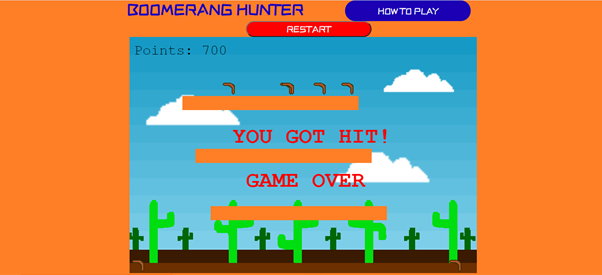 BOOMERANG HUNTER
HOW TO PLAY
RESTART
Points: 700
YOU GOT HIT!
GAME OVER